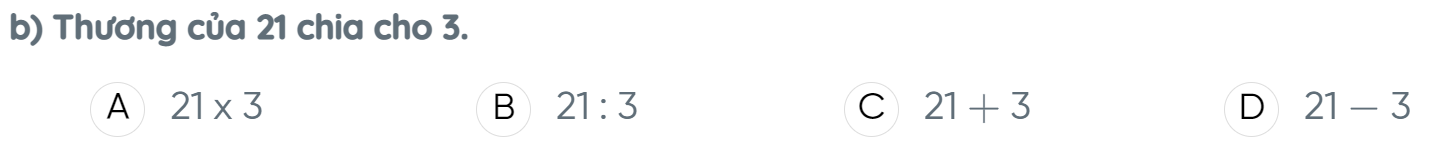 b) Thương của 21 chia cho 3.
A 21 x 3 B 21 : 3 C 21 + 3 D 21 – 3